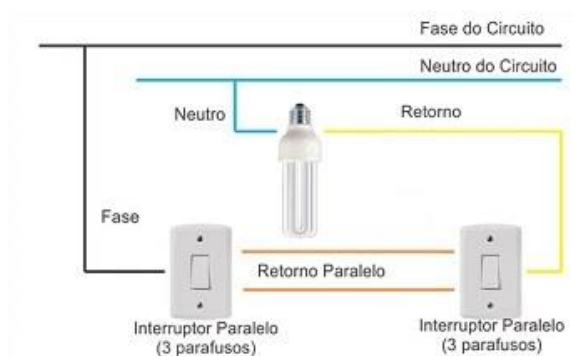 Fase do Circuito
Neutro do Circuito
Neutro
Retorno
Fase
Retorno Paralelo
Interruptor Paralelo
(3 parafusos)
Interruptor Paralelo
(3 parafusos)